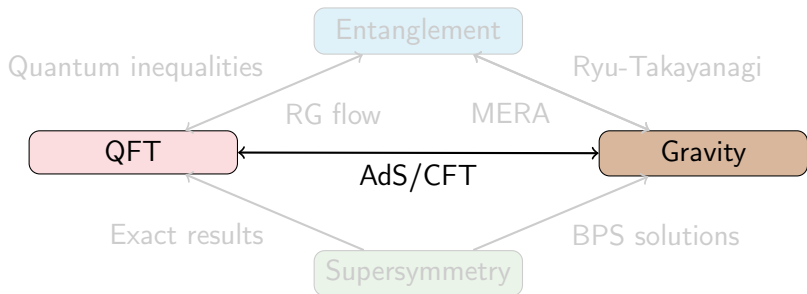 Entanglement
Quantum inequalities
Ryu-Takayanagi
RG flow
MERA
QFT
Gravity
AdS/CFT
Exact results
BPS solutions
Supersymmetry